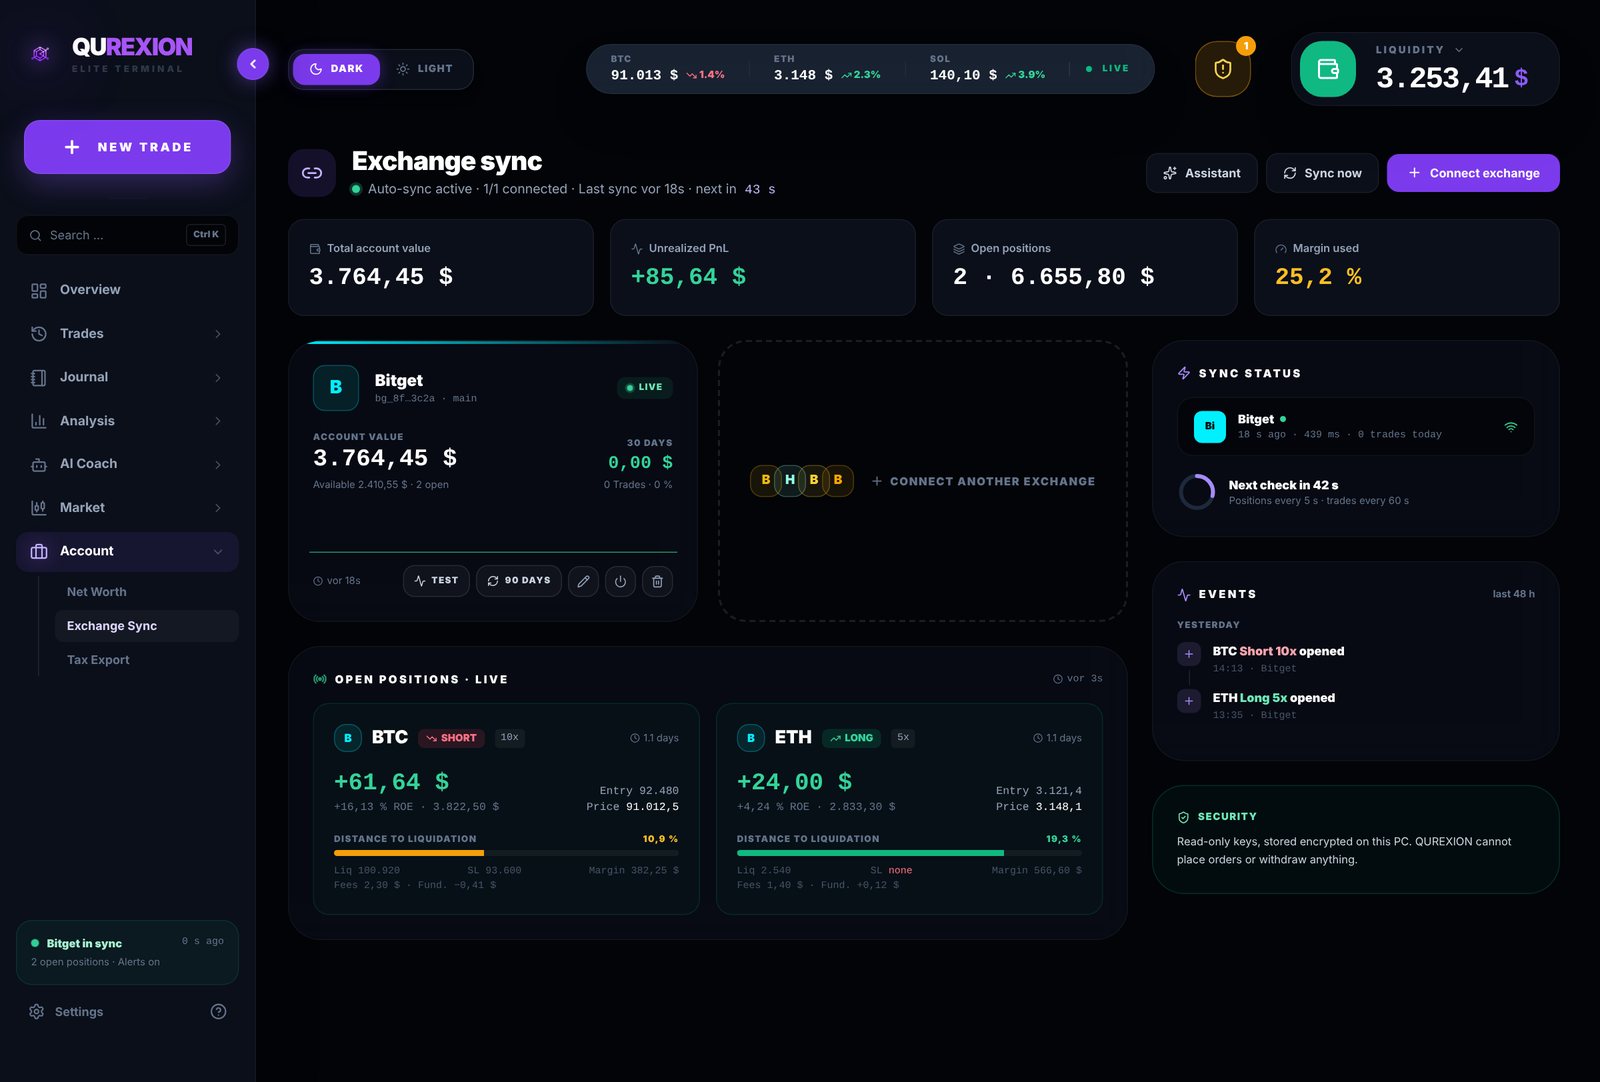 QUREXION
ELITE TERMINAL
NEW TRADE
Search ...
Ctrl K
Overview
Trades
Journal
Analysis
AI Coach
Market
Account
Net Worth
Exchange Sync
Tax Export
Bitget in sync
0 s ago
2 open positions · Alerts on
Settings
DARK
LIGHT
BTC
91.013 $ 1.4%
ETH
3.148 $ 2.3%
SOL
140,10 $ 3.9%
LIVE
1
LIQUIDITY
3.253,41 $
Exchange sync
Auto-sync active · 1/1 connected · Last sync vor 18s · next in 43 s
Assistant
Sync now
Connect exchange
Total account value
3.764,45 $
Unrealized PnL
+85,64 $
Open positions
2 · 6.655,80 $
Margin used
25,2 %
B
Bitget
bg_8f…3c2a · main
LIVE
ACCOUNT VALUE
3.764,45 $
Available 2.410,55 $ · 2 open
30 DAYS
0,00 $
0 Trades · 0 %
vor 18s
TEST
90 DAYS
B H B B
CONNECT ANOTHER EXCHANGE
SYNC STATUS
Bi
Bitget
18 s ago · 439 ms · 0 trades today
Next check in 42 s
Positions every 5 s · trades every 60 s
EVENTS
last 48 h
YESTERDAY
BTC Short 10x opened
14:13 · Bitget
ETH Long 5x opened
13:35 · Bitget
SECURITY
Read-only keys, stored encrypted on this PC. QUREXION cannot
place orders or withdraw anything.
OPEN POSITIONS · LIVE
vor 3s
B
BTC
SHORT
10x
1.1 days
+61,64 $
+16,13 % ROE · 3.822,50 $
Entry 92.480
Price 91.012,5
DISTANCE TO LIQUIDATION
10,9 %
Liq 100.920
SL 93.600
Margin 382,25 $
Fees 2,30 $ · Fund. −0,41 $
B
ETH
LONG
5x
1.1 days
+24,00 $
+4,24 % ROE · 2.833,30 $
Entry 3.121,4
Price 3.148,1
DISTANCE TO LIQUIDATION
19,3 %
Liq 2.540
SL none
Margin 566,60 $
Fees 1,40 $ · Fund. +0,12 $